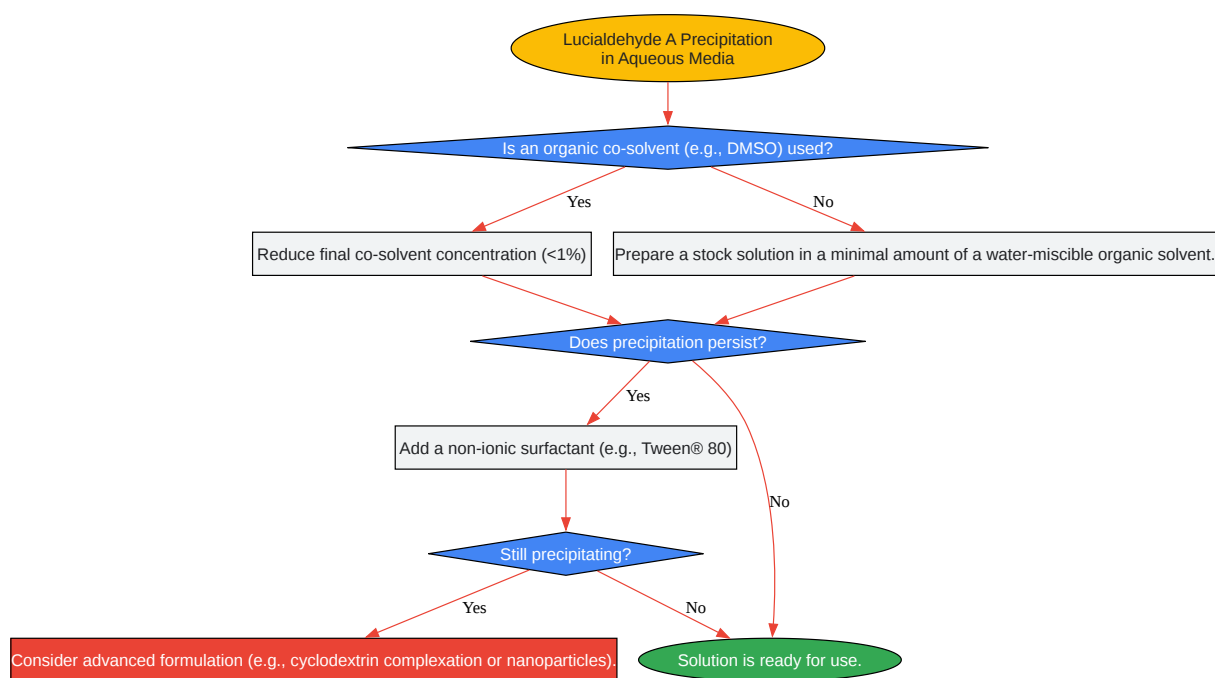 Lucialdehyde A Precipitation
in Aqueous Media
Is an organic co-solvent (e.g., DMSO) used?
Yes
No
Reduce final co-solvent concentration (<1%)
Prepare a stock solution in a minimal amount of a water-miscible organic solvent.
Does precipitation persist?
Yes
Add a non-ionic surfactant (e.g., Tween® 80)
No
Still precipitating?
Yes
No
Consider advanced formulation (e.g., cyclodextrin complexation or nanoparticles).
Solution is ready for use.